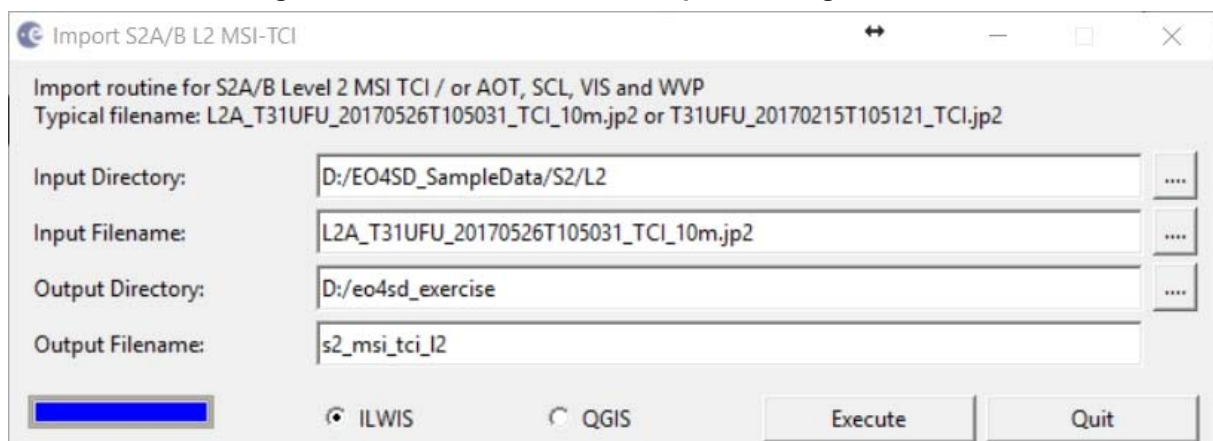 Import S2A/B L2 MSI-TCI
Import routine for S2A/B Level 2 MSI TCI / or AOT, SCL, VIS and WVP
Typical filename: L2A_T31UFU_20170526T105031_TCI_10m.jp2 or T31UFU_20170215T105121_TCI.jp2
Input Directory: D:/EO4SD_SampleData/S2/L2 ....
Input Filename: L2A_T31UFU_20170526T105031_TCI_10m.jp2 ....
Output Directory: D:/eo4sd_exercise ....
Output Filename: s2_msi_tci_l2
ILWIS QGIS Execute Quit